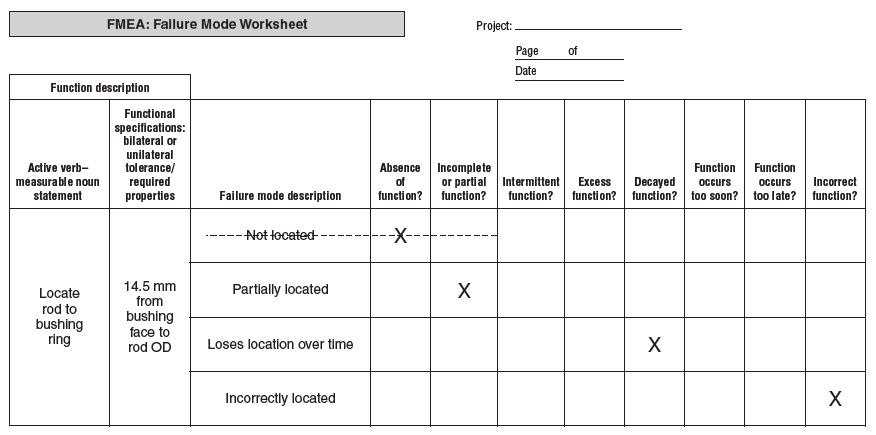 FMEA: Failure Mode Worksheet
Project:
Page of
Date
Function description
Active verb–
measurable noun
statement
Functional
specifications:
bilateral or
unilateral
tolerance/
required
properties
Failure mode description
Absence
of
function?
Incomplete
or partial
function?
Intermittent
function?
Excess
function?
Decayed
function?
Function
occurs
too soon?
Function
occurs
too late?
Incorrect
function?
Locate
rod to
bushing
ring
14.5 mm
from
bushing
face to
rod OD
Not located X
Partially located X
Loses location over time X
Incorrectly located X